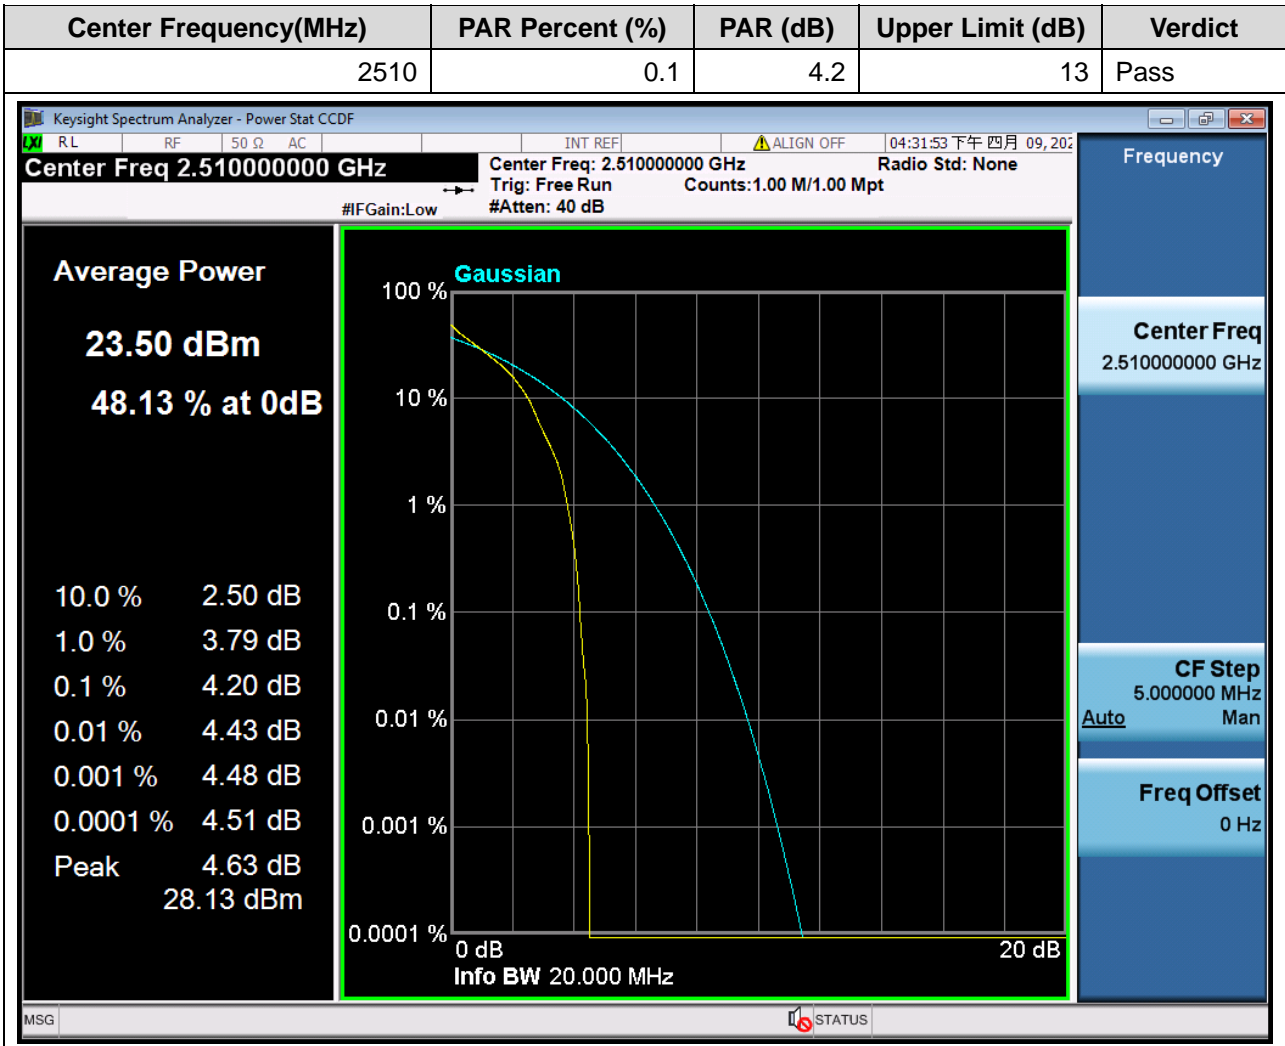 Center Frequency(MHz) PAR Percent (%) PAR (dB) Upper Limit (dB) Verdict
2510 0.1 4.2 13 Pass
Keysight Spectrum Analyzer - Power Stat CCDF
LXI RL RF 50 Ω AC INT REF ALIGN OFF 04:31:53 下午 四月 09, 202
Center Freq 2.510000000 GHz
Center Freq: 2.510000000 GHz Radio Std: None
Trig: Free Run Counts:1.00 M/1.00 Mpt
#IFGain:Low #Atten: 40 dB
Frequency
Average Power
23.50 dBm
48.13 % at 0dB
10.0 % 2.50 dB
1.0 % 3.79 dB
0.1 % 4.20 dB
0.01 % 4.43 dB
0.001 % 4.48 dB
0.0001 % 4.51 dB
Peak 4.63 dB
28.13 dBm
Gaussian
100 %
10 %
1 %
0.1 %
0.01 %
0.001 %
0.0001 %
0 dB 20 dB
Info BW 20.000 MHz
Center Freq
2.510000000 GHz
CF Step
5.000000 MHz
Auto Man
Freq Offset
0 Hz
MSG STATUS